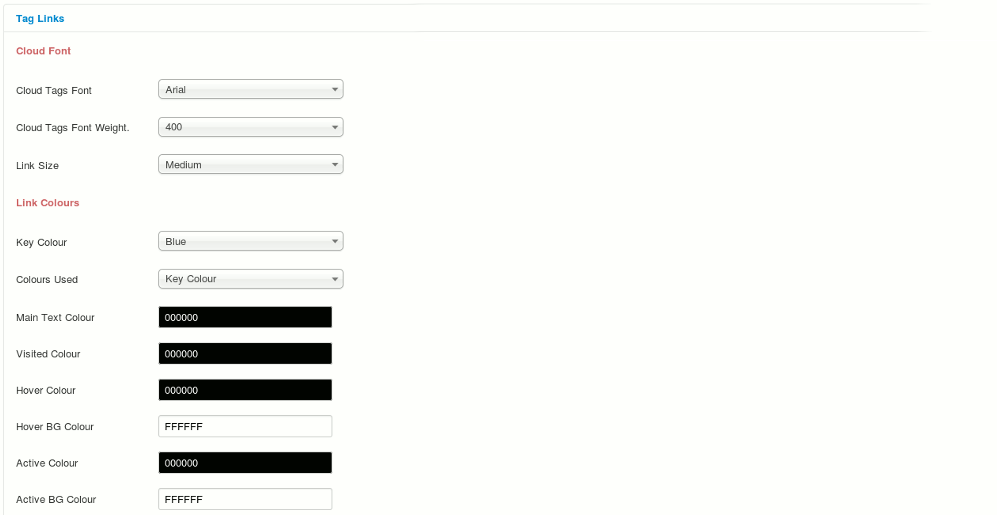 Tag Links
Cloud Font
Cloud Tags Font Arial
Cloud Tags Font Weight. 400
Link Size Medium
Link Colours
Key Colour Blue
Colours Used Key Colour
Main Text Colour 000000
Visited Colour 000000
Hover Colour 000000
Hover BG Colour FFFFFF
Active Colour 000000
Active BG Colour FFFFFF